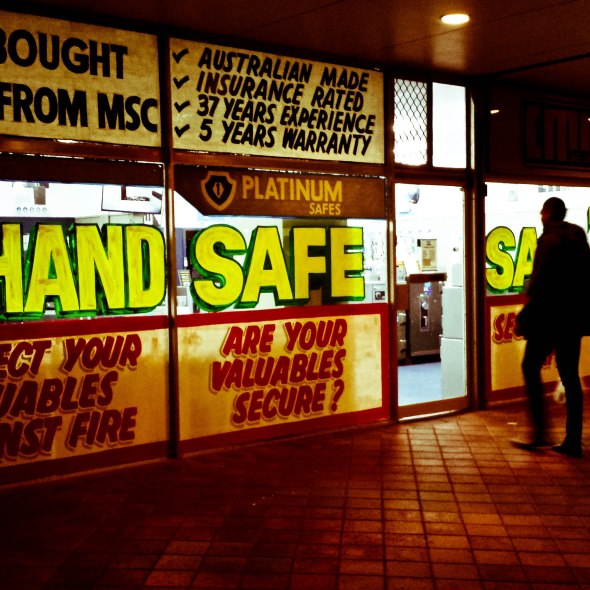 BOUGHT
FROM MSC
✓ AUSTRALIAN MADE
✓ INSURANCE RATED
✓ 37 YEARS EXPERIENCE
✓ 5 YEARS WARRANTY
PLATINUM
SAFES
HAND SAFE
ECT YOUR
UABLES
NST FIRE
ARE YOUR
VALUABLES
SECURE?
SA
SE